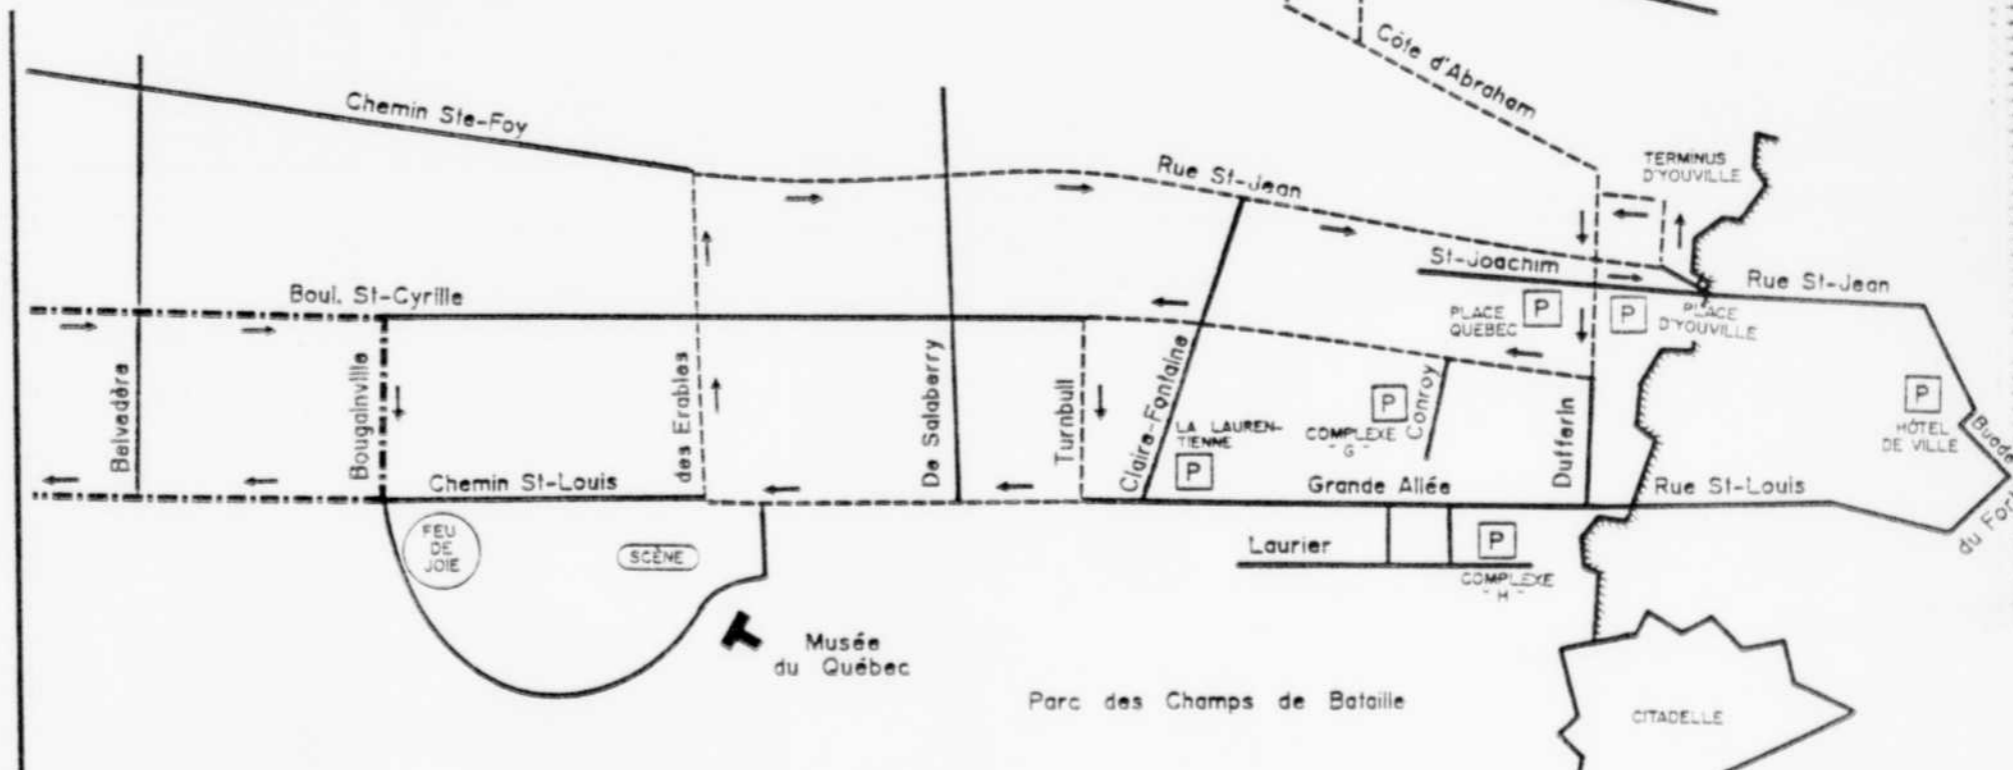 Côte d'Abraham
Chemin Ste-Foy
Rue St-Jean
TERMINUS
D'YOUVILLE
St-Joachim
Rue St-Jean
Boul. St-Cyrille
P
PLACE
QUEBEC
P
PLACE
D'YOUVILLE
Belvedère
Bougainville
des Erables
De Salaberry
Turnbull
Claire-Fontaine
LA LAUREN-
TIENNE
P
P
COMPLEXE
"G"
Conroy
Dufferin
P
HÔTEL
DE VILLE
Buade
du Fort
Chemin St-Louis
Grande Allée
Rue St-Louis
FEU
DE
JOIE
SCÈNE
Laurier
P
COMPLEXE
"H"
Musée
du Québec
Parc des Champs de Bataille
CITADELLE